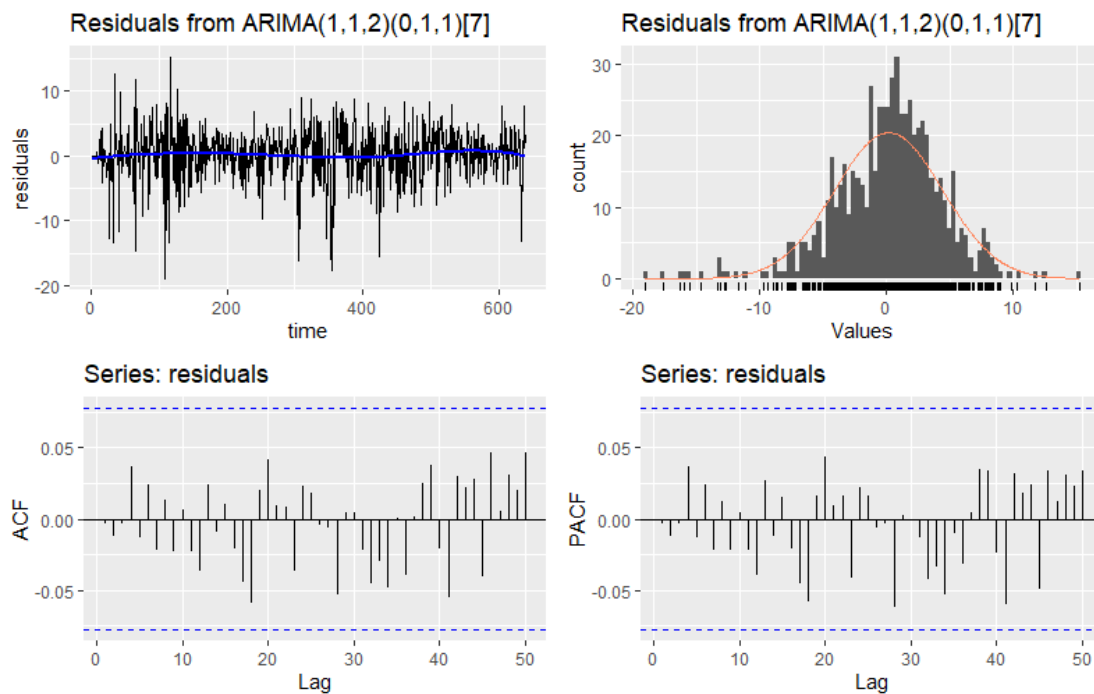 Residuals from ARIMA(1,1,2)(0,1,1)[7]
10
0
-10
-20
residuals
0
200
400
600
time
Residuals from ARIMA(1,1,2)(0,1,1)[7]
30
20
10
0
count
-20
-10
0
10
Values
Series: residuals
0.05
0.00
-0.05
ACF
0
10
20
30
40
50
Lag
Series: residuals
0.05
0.00
-0.05
PACF
0
10
20
30
40
50
Lag